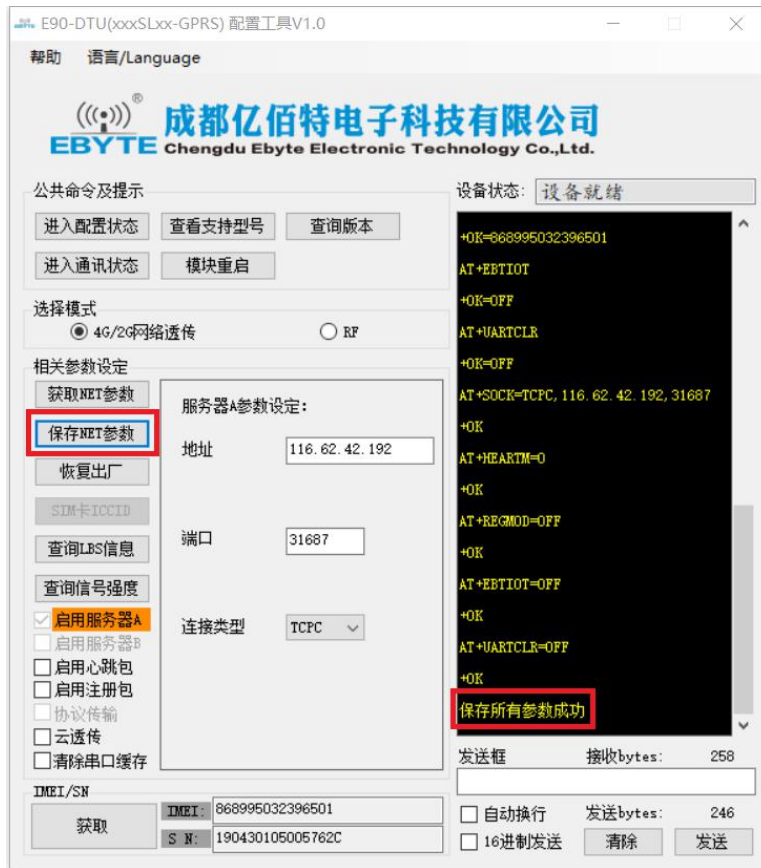 E90-DTU(xxxSLxx-GPRS) 配置工具V1.0
帮助 语言/Language
((•))®
EBYTE
成都亿佰特电子科技有限公司
Chengdu Ebyte Electronic Technology Co.,Ltd.
公共命令及提示
进入配置状态 查看支持型号 查询版本
进入通讯状态 模块重启
选择模式
4G/2G网络透传 RF
相关参数设定
获取NET参数
保存NET参数
恢复出厂
SIM卡ICCID
查询LBS信息
查询信号强度
启用服务器A
启用服务器B
启用心跳包
启用注册包
协议传输
云透传
清除串口缓存
服务器A参数设定:
地址 116.62.42.192
端口 31687
连接类型 TCPC
IMEI/SN
获取
IMEI: 868995032396501
S N: 190430105005762C
设备状态: 设备就绪
+OK=868995032396501
AT+EBTIOT
+OK=OFF
AT+UARTCLR
+OK=OFF
AT+SOCK=TCPC,116.62.42.192,31687
+OK
AT+HEARTM=0
+OK
AT+REGMOD=OFF
+OK
AT+EBTIOT=OFF
+OK
AT+UARTCLR=OFF
+OK
保存所有参数成功
发送框 接收bytes: 258
自动换行 发送bytes: 246
16进制发送 清除 发送